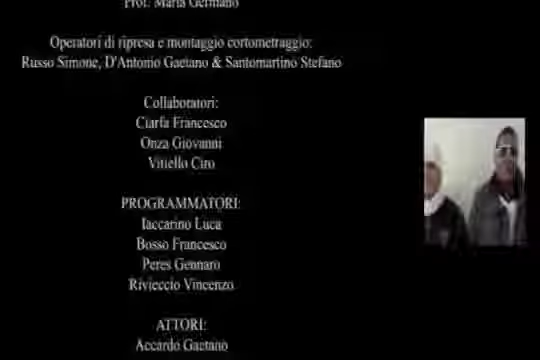 Prof. Maria Germano
Operatori di ripresa e montaggio cortometraggio:
Russo Simone, D'Antonio Gaetano & Santomartino Stefano
Collaboratori:
Ciarfa Francesco
Onza Giovanni
Vitiello Ciro
PROGRAMMATORI:
Iaccarino Luca
Bosso Francesco
Peres Gennaro
Rivieccio Vincenzo
ATTORI:
Accardo Gaetano